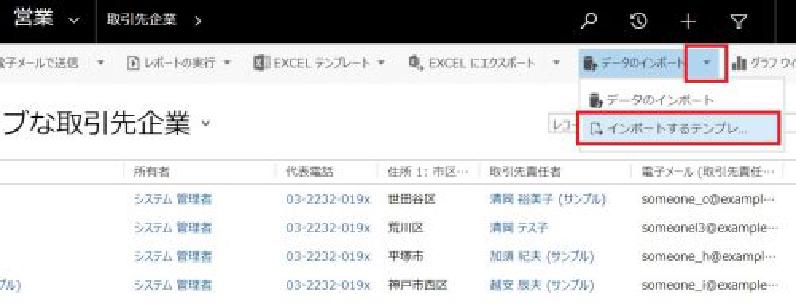 営業 取引先企業
電子メールで送信 レポートの実行 EXCEL テンプレート EXCEL にエクスポート データのインポート グラフ ウィ
データのインポート
ブな取引先企業 レコー インポートするテンプレ...
所有者 代表電話 住所 1: 市区… 取引先責任者 電子メール (取引先責任…
システム 管理者 03-2232-019x 世田谷区 清岡 裕美子 (サンプル) someone_c@exampl…
システム 管理者 03-2232-019x 荒川区 清岡 テス子 someonel3@example…
システム 管理者 03-2232-019x 平塚市 加須 紀夫 (サンプル) someone_h@exampl…
プル) システム 管理者 03-2232-019x 神戸市西区 越安 辰夫 (サンプル) someone_i@example…